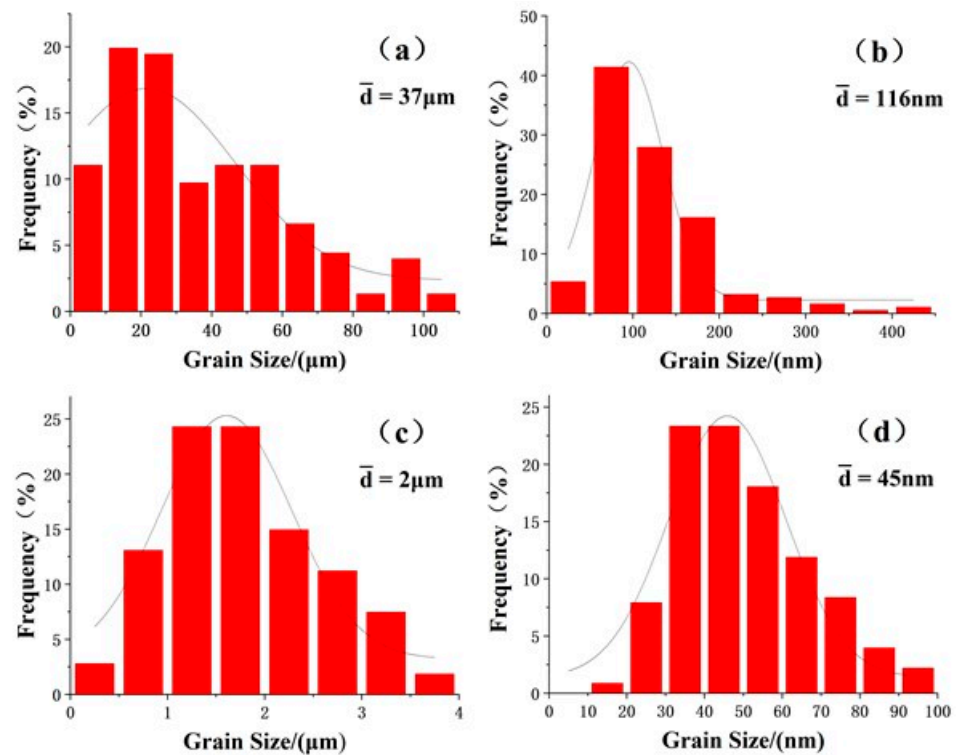 (a)
d̄ = 37μm
Frequency (%)
20
15
10
5
0
0 20 40 60 80 100
Grain Size/(μm)
(b)
d̄ = 116nm
Frequency (%)
50
40
30
20
10
0
0 100 200 300 400
Grain Size/(nm)
(c)
d̄ = 2μm
Frequency (%)
25
20
15
10
5
0
0 1 2 3 4
Grain Size/(μm)
(d)
d̄ = 45nm
Frequency (%)
25
20
15
10
5
0
0 10 20 30 40 50 60 70 80 90 100
Grain Size/(nm)